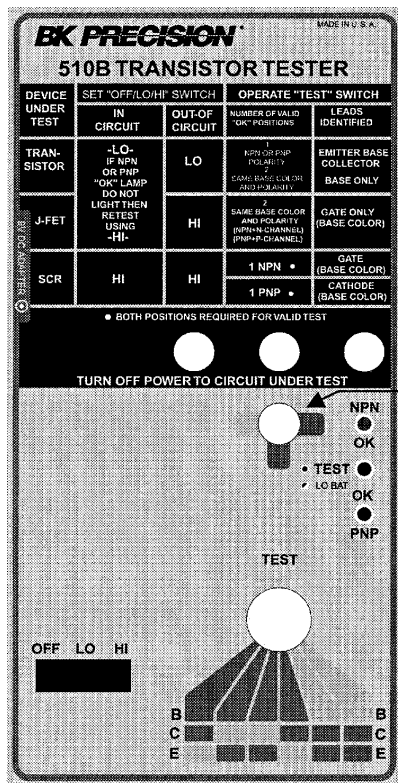 MADE IN U. S. A.
BK PRECISION
510B TRANSISTOR TESTER
DEVICE UNDER TEST
SET "OFF/LO/HI" SWITCH
OPERATE "TEST" SWITCH
IN CIRCUIT
OUT-OF CIRCUIT
NUMBER OF VALID "OK" POSITIONS
LEADS IDENTIFIED
TRAN-
SISTOR
-LO-
IF NPN
OR PNP
"OK" LAMP
DO NOT
LIGHT THEN
RETEST
USING
-HI-
LO
1
NPN OR PNP
POLARITY
SAME BASE COLOR
AND POLARITY
EMITTER BASE
COLLECTOR
BASE ONLY
J-FET
HI
2
SAME BASE COLOR
AND POLARITY
(NPN=N-CHANNEL)
(PNP=P-CHANNEL)
GATE ONLY
(BASE COLOR)
SCR
HI
HI
1 NPN •
GATE
(BASE COLOR)
1 PNP •
CATHODE
(BASE COLOR)
BK DC ADAPTER
• BOTH POSITIONS REQUIRED FOR VALID TEST
TURN OFF POWER TO CIRCUIT UNDER TEST
NPN
OK
• TEST
LO BAT
OK
PNP
TEST
OFF LO HI
B B
C C
E E